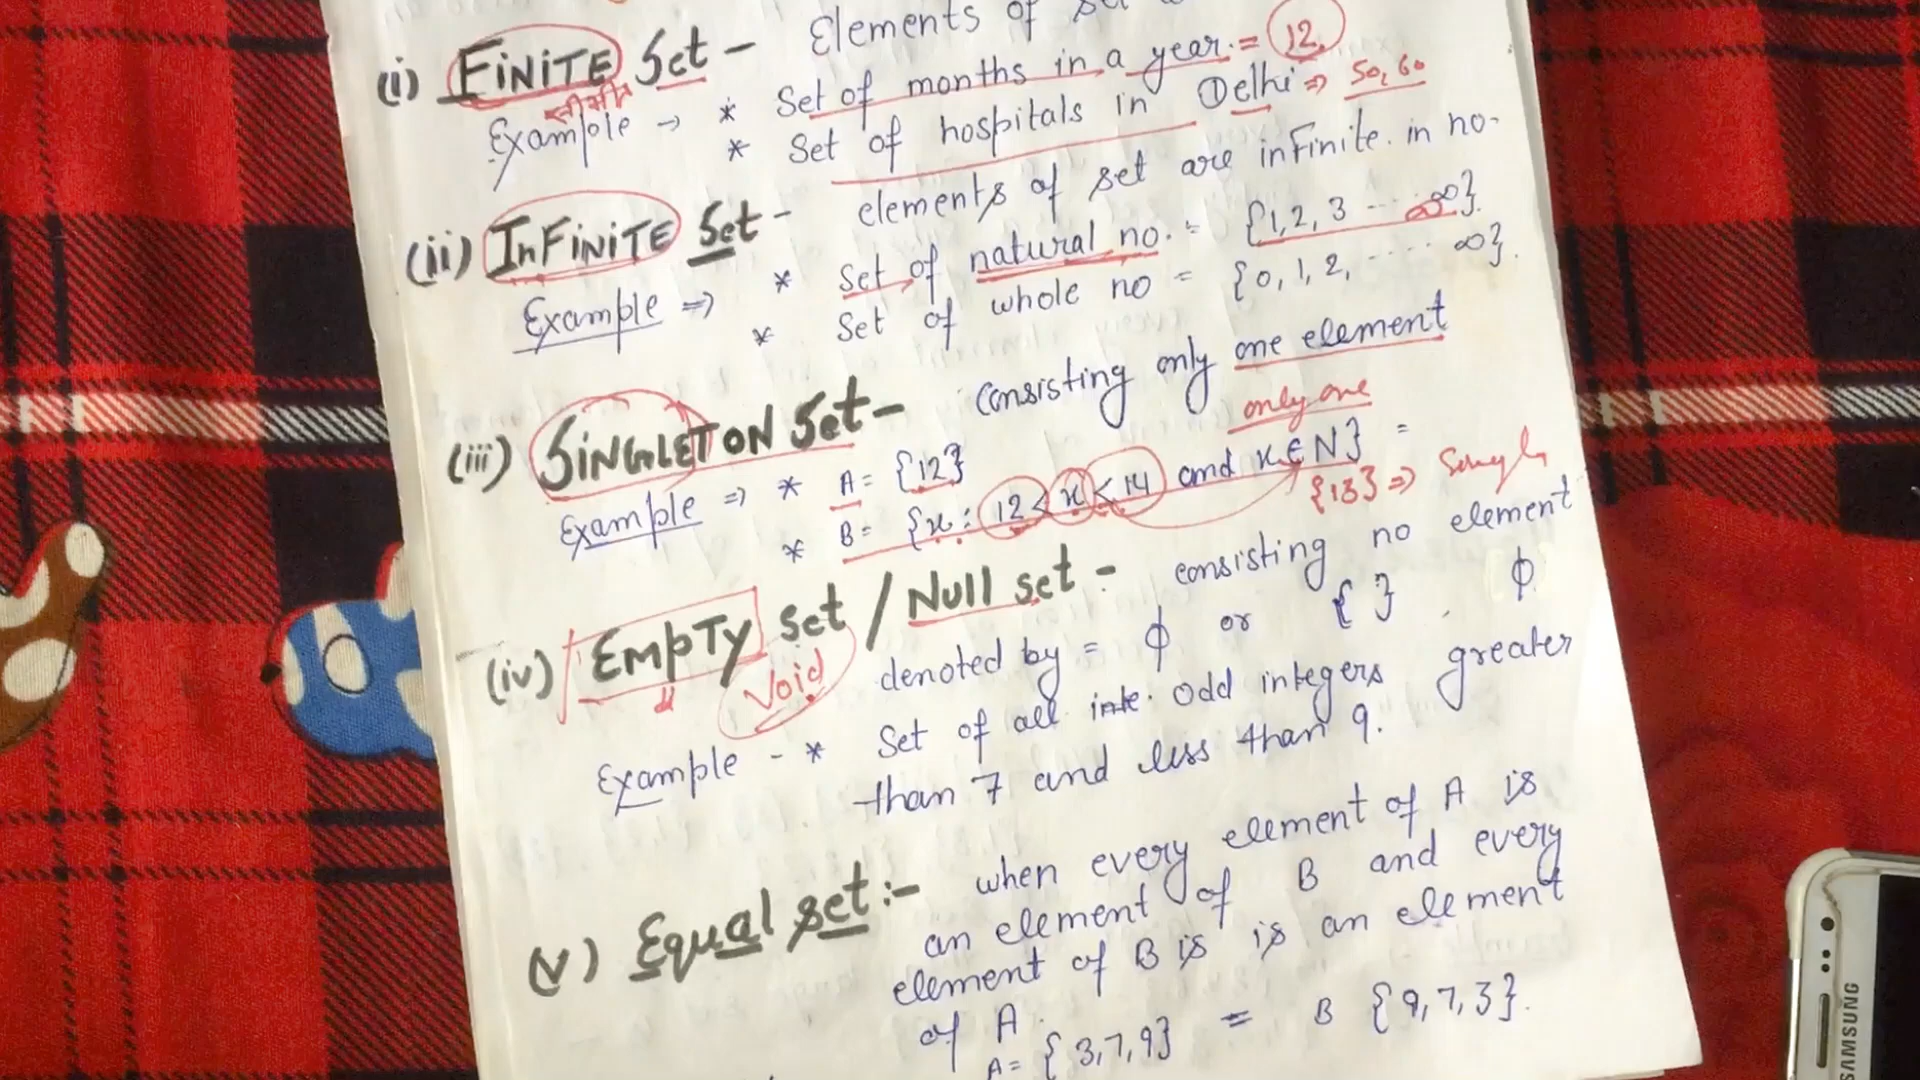 (i) FiNiTE Set - Elements of set
सीमित
Example → * Set of months in a year. = 12.
* Set of hospitals in Delhi ⇒ 50, 60
(ii) InFiNiTE Set - elements of set are infinite. in no-
Example ⇒ * Set of natural no. = {1,2,3 --- ∞}.
* Set of whole no = {0, 1, 2, ---- ∞}.
(iii) SiNGLETON Set - Consisting only one element
only one
Example ⇒ * A = {12}
* B = {x : 12 < x < 14 and x ∈ N} =
{13} ⇒
(iv) EmpTy set / Null set - consisting no element
Void
denoted by = φ or { } . φ
Example - * Set of all inte. odd integers greater
than 7 and less than 9.
(v) Equal set :- when every element of A is
an element of B and every
element of B is is an element
of A.
A = {3,7,9} = B {9,7,3}.
SAMSUNG